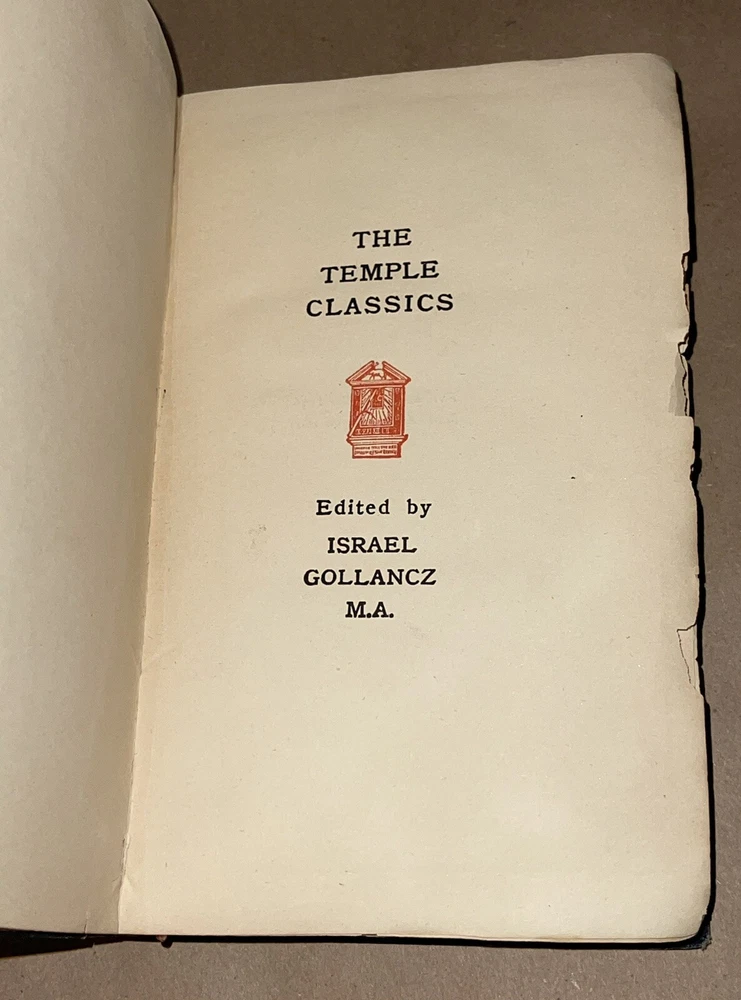 THE
TEMPLE
CLASSICS
Edited by
ISRAEL
GOLLANCZ
M.A.